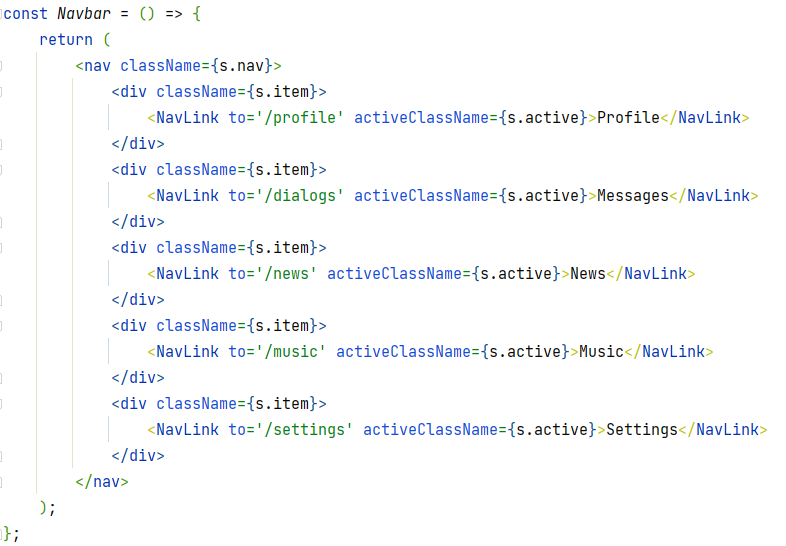 const Navbar = () => {
    return (
        <nav className={s.nav}>
            <div className={s.item}>
                <NavLink to='/profile' activeClassName={s.active}>Profile</NavLink>
            </div>
            <div className={s.item}>
                <NavLink to='/dialogs' activeClassName={s.active}>Messages</NavLink>
            </div>
            <div className={s.item}>
                <NavLink to='/news' activeClassName={s.active}>News</NavLink>
            </div>
            <div className={s.item}>
                <NavLink to='/music' activeClassName={s.active}>Music</NavLink>
            </div>
            <div className={s.item}>
                <NavLink to='/settings' activeClassName={s.active}>Settings</NavLink>
            </div>
        </nav>
    );
};